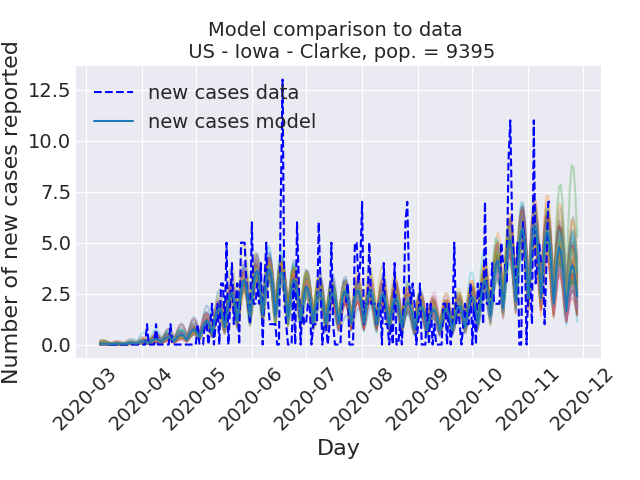 Model comparison to data
US - Iowa - Clarke, pop. = 9395
Number of new cases reported
12.5
10.0
7.5
5.0
2.5
0.0
new cases data
new cases model
2020-03
2020-04
2020-05
2020-06
2020-07
2020-08
2020-09
2020-10
2020-11
2020-12
Day